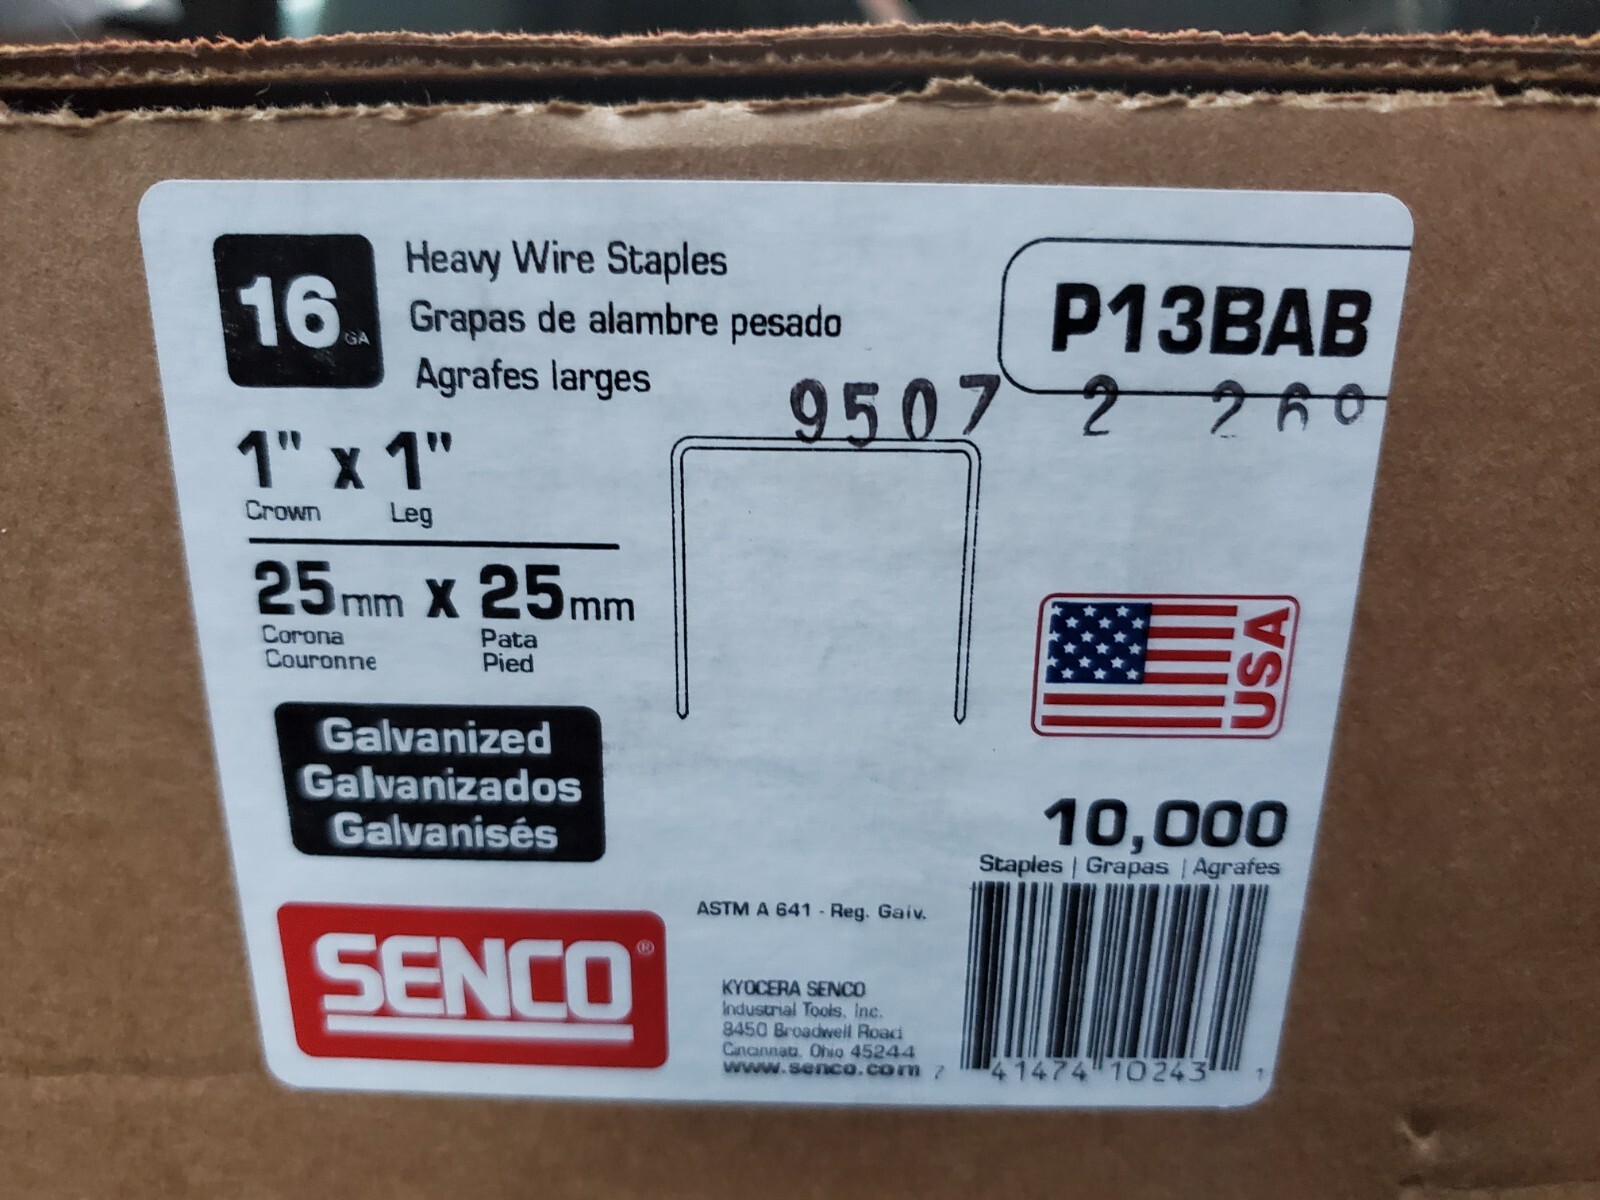 16 GA
Heavy Wire Staples
Grapas de alambre pesado
Agrafes larges
P13BAB
9507 2 260
1" x 1"
Crown Leg
25mm x 25mm
Corona Pata
Couronne Pied
Galvanized
Galvanizados
Galvanisés
USA
10,000
Staples | Grapas | Agrafes
SENCO®
ASTM A 641 - Reg. Galv.
KYOCERA SENCO
Industrial Tools, Inc.
8450 Broadwell Road
Cincinnati, Ohio 45244
www.senco.com
7 41474 10243 1